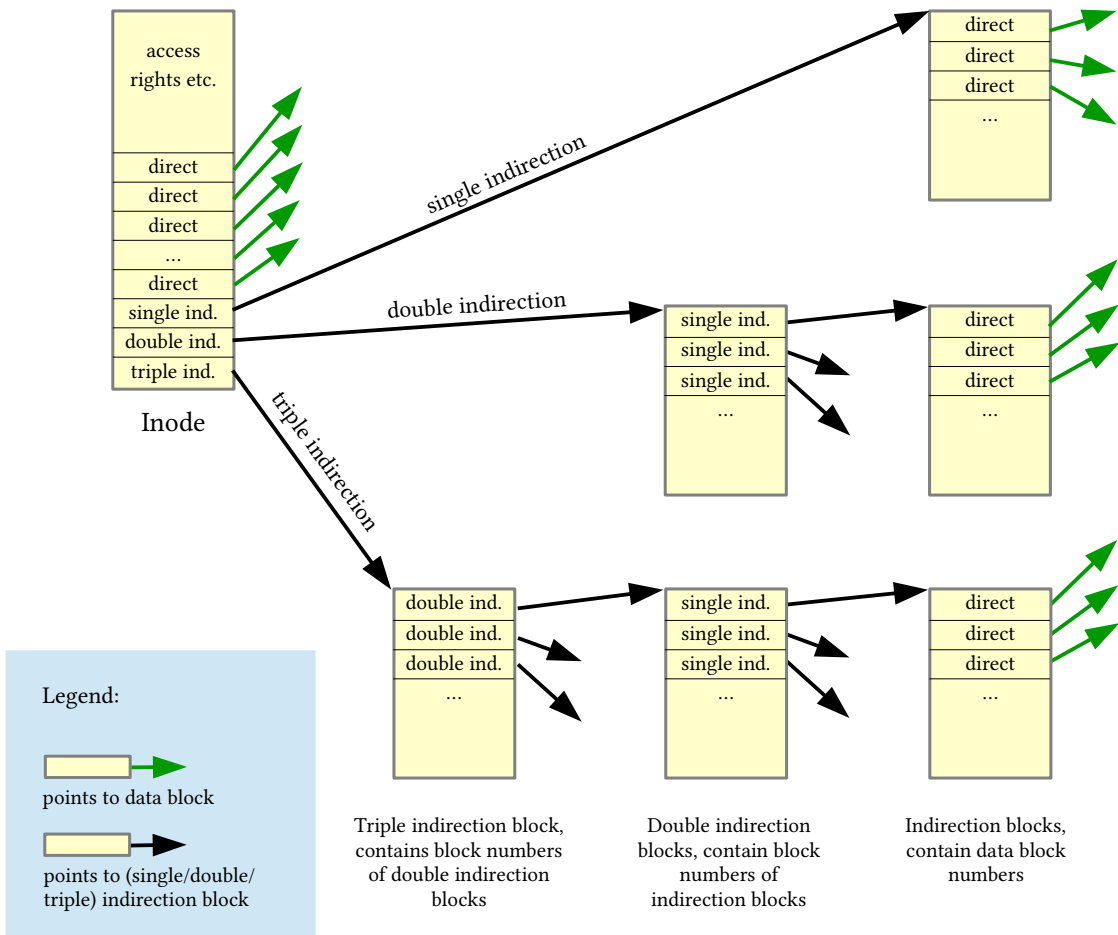 access
rights etc.
direct
direct
direct
...
direct
single ind.
double ind.
triple ind.
Inode
single indirection
direct
direct
direct
...
double indirection
single ind.
single ind.
single ind.
...
direct
direct
direct
...
triple indirection
double ind.
double ind.
double ind.
...
single ind.
single ind.
single ind.
...
direct
direct
direct
...
Triple indirection block,
contains block numbers
of double indirection
blocks
Double indirection
blocks, contain block
numbers of
indirection blocks
Indirection blocks,
contain data block
numbers
Legend:
points to data block
points to (single/double/
triple) indirection block